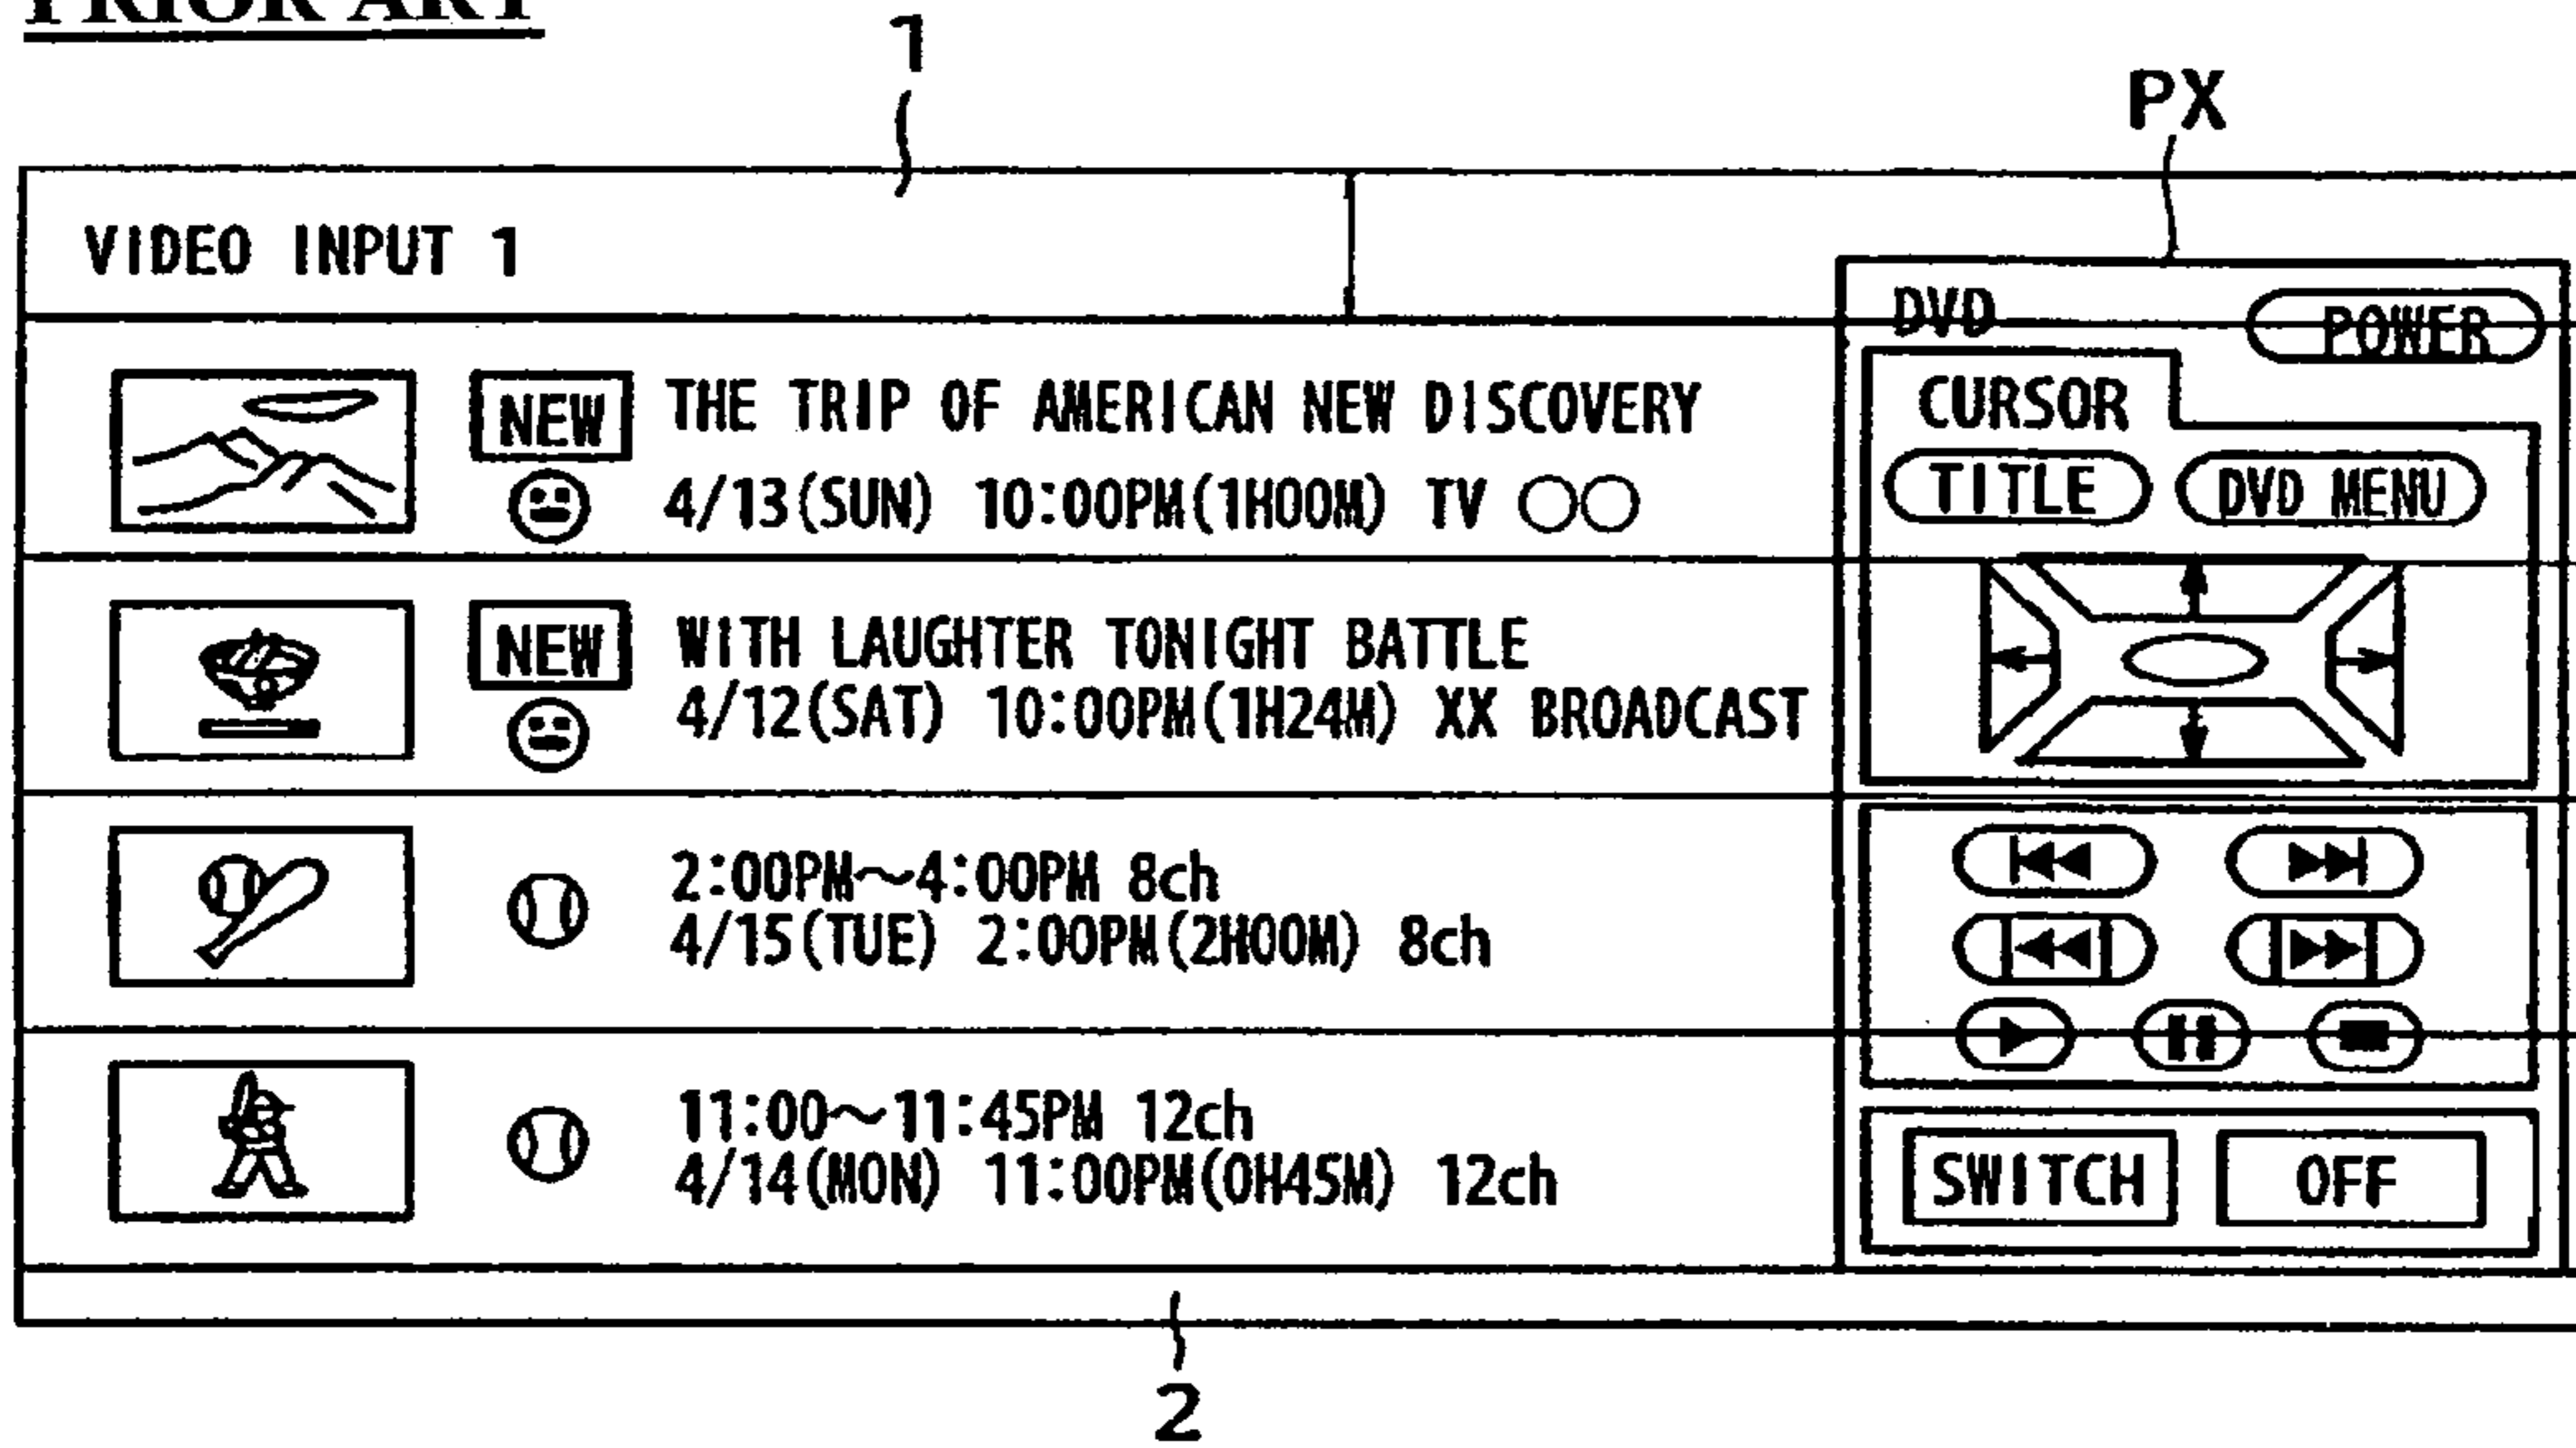 PRIOR ART
1
PX
VIDEO INPUT 1
DVD POWER
CURSOR
TITLE DVD MENU
NEW THE TRIP OF AMERICAN NEW DISCOVERY
4/13(SUN) 10:00PM(1H00M) TV ○○
NEW WITH LAUGHTER TONIGHT BATTLE
4/12(SAT) 10:00PM(1H24M) XX BROADCAST
2:00PM～4:00PM 8ch
4/15(TUE) 2:00PM(2H00M) 8ch
11:00～11:45PM 12ch
4/14(MON) 11:00PM(0H45M) 12ch
SWITCH OFF
2